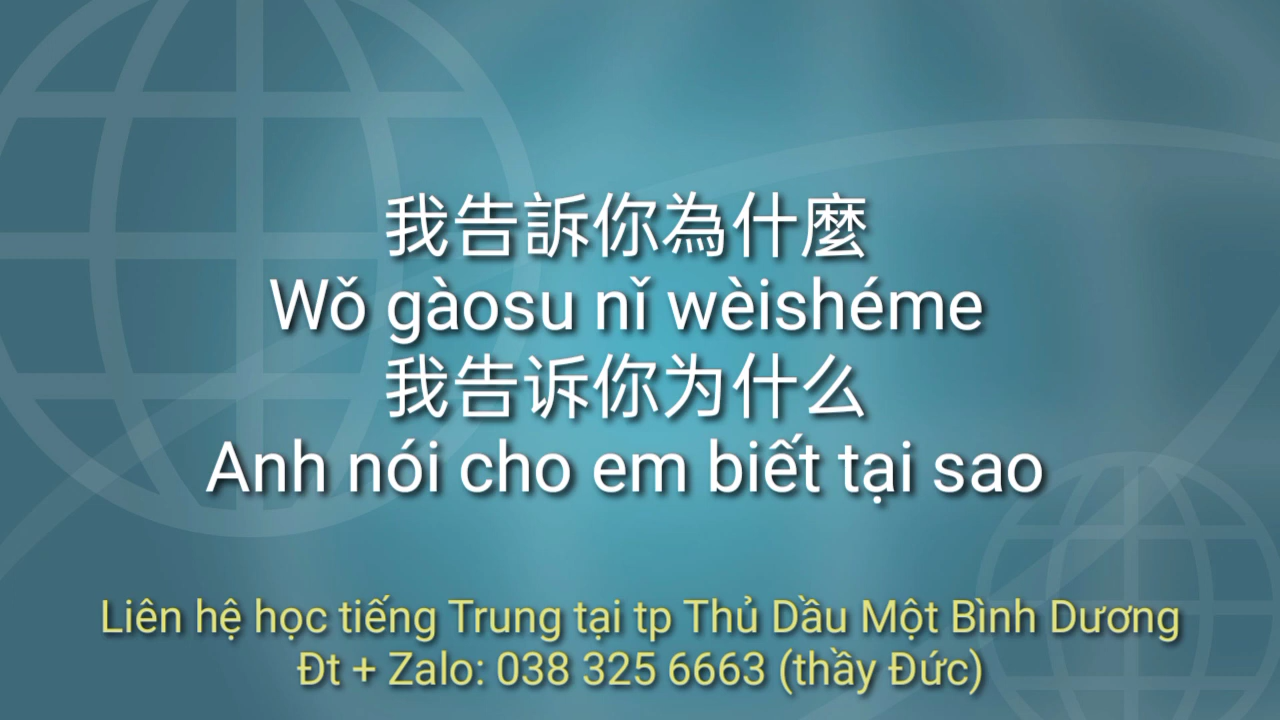 我告訴你為什麼
Wǒ gàosu nǐ wèishéme
我告诉你为什么
Anh nói cho em biết tại sao
Liên hệ học tiếng Trung tại tp Thủ Dầu Một Bình Dương
Đt + Zalo: 038 325 6663 (thầy Đức)